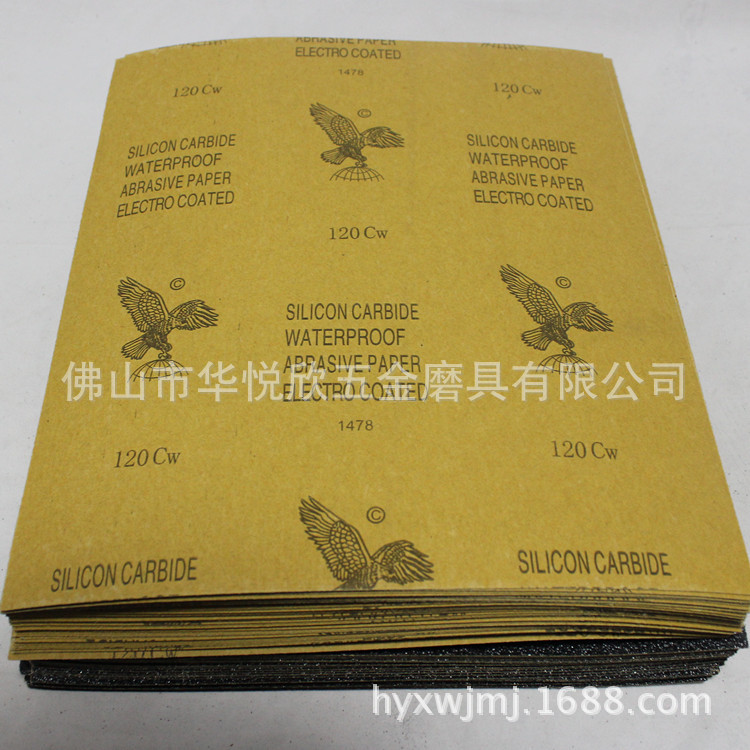 ABRASIVE PAPER
ELECTRO COATED
1478
120 Cw
120 Cw
©
SILICON CARBIDE
WATERPROOF
ABRASIVE PAPER
ELECTRO COATED
SILICON CARBIDE
WATERPROOF
ABRASIVE PAPER
ELECTRO COATED
120 Cw
©
©
SILICON CARBIDE
WATERPROOF
ABRASIVE PAPER
ELECTRO COATED
佛山市华悦欣五金磨具有限公司
1478
120 Cw
120 Cw
©
SILICON CARBIDE
SILICON CARBIDE
hyxwjmj.1688.com